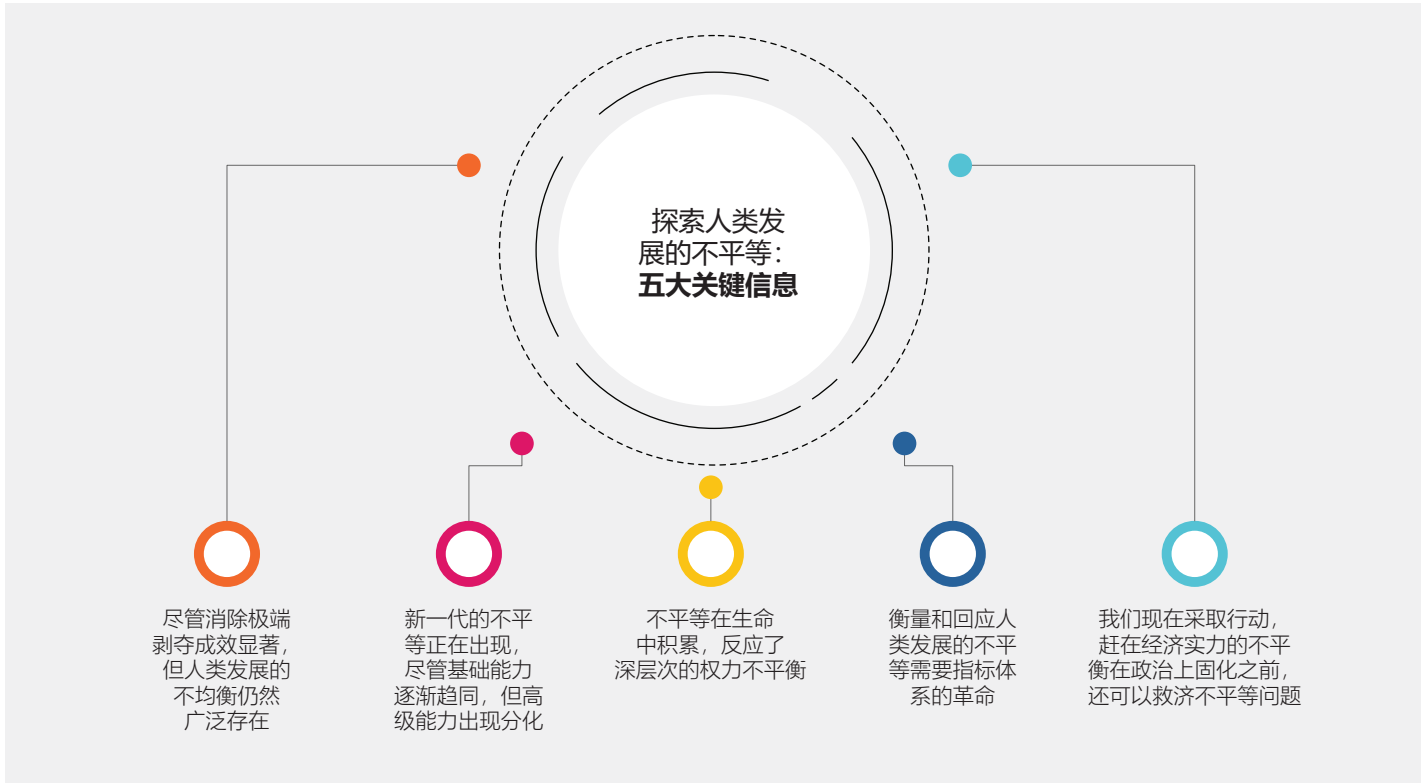 探索人类发
展的不平等：
五大关键信息
尽管消除极端
剥夺成效显著，
但人类发展的
不均衡仍然
广泛存在
新一代的不平
等正在出现，
尽管基础能力
逐渐趋同，但高
级能力出现分化
不平等在生命
中积累，反应了
深层次的权力不平衡
衡量和回应人
类发展的不平
等需要指标体
系的革命
我们现在采取行动，
赶在经济实力的不平
衡在政治上固化之前，
还可以救济不平等问题